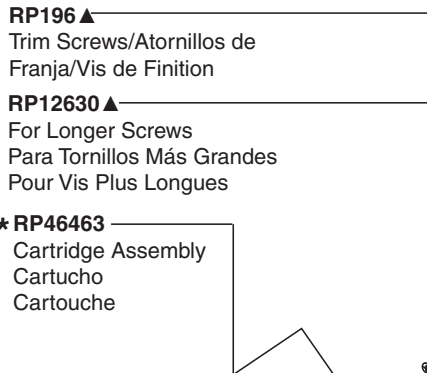 RP196▲
Trim Screws/Atornillos de
Franja/Vis de Finition
RP12630▲
For Longer Screws
Para Tornillos Más Grandes
Pour Vis Plus Longues
*RP46463
Cartridge Assembly
Cartucho
Cartouche